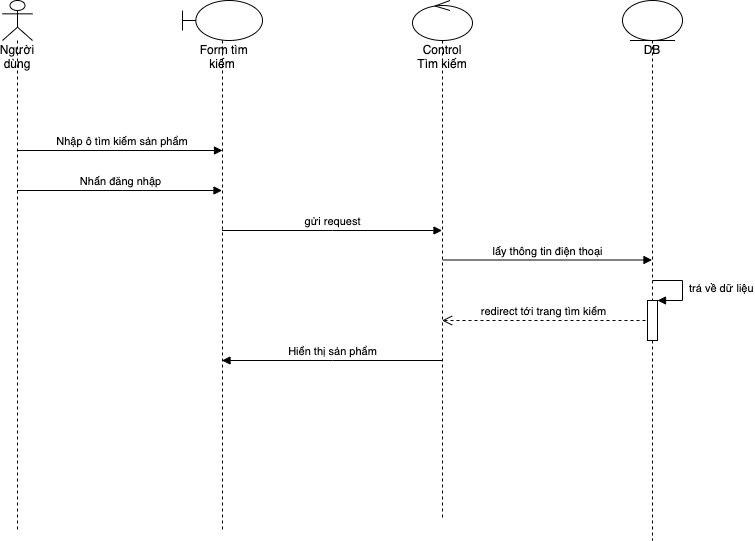 Người
dùng
Form tìm
kiếm
Control
Tìm kiếm
DB
Nhập ô tìm kiếm sản phẩm
Nhấn đăng nhập
gửi request
lấy thông tin điện thoại
trả về dữ liệu
redirect tới trang tìm kiếm
Hiển thị sản phẩm